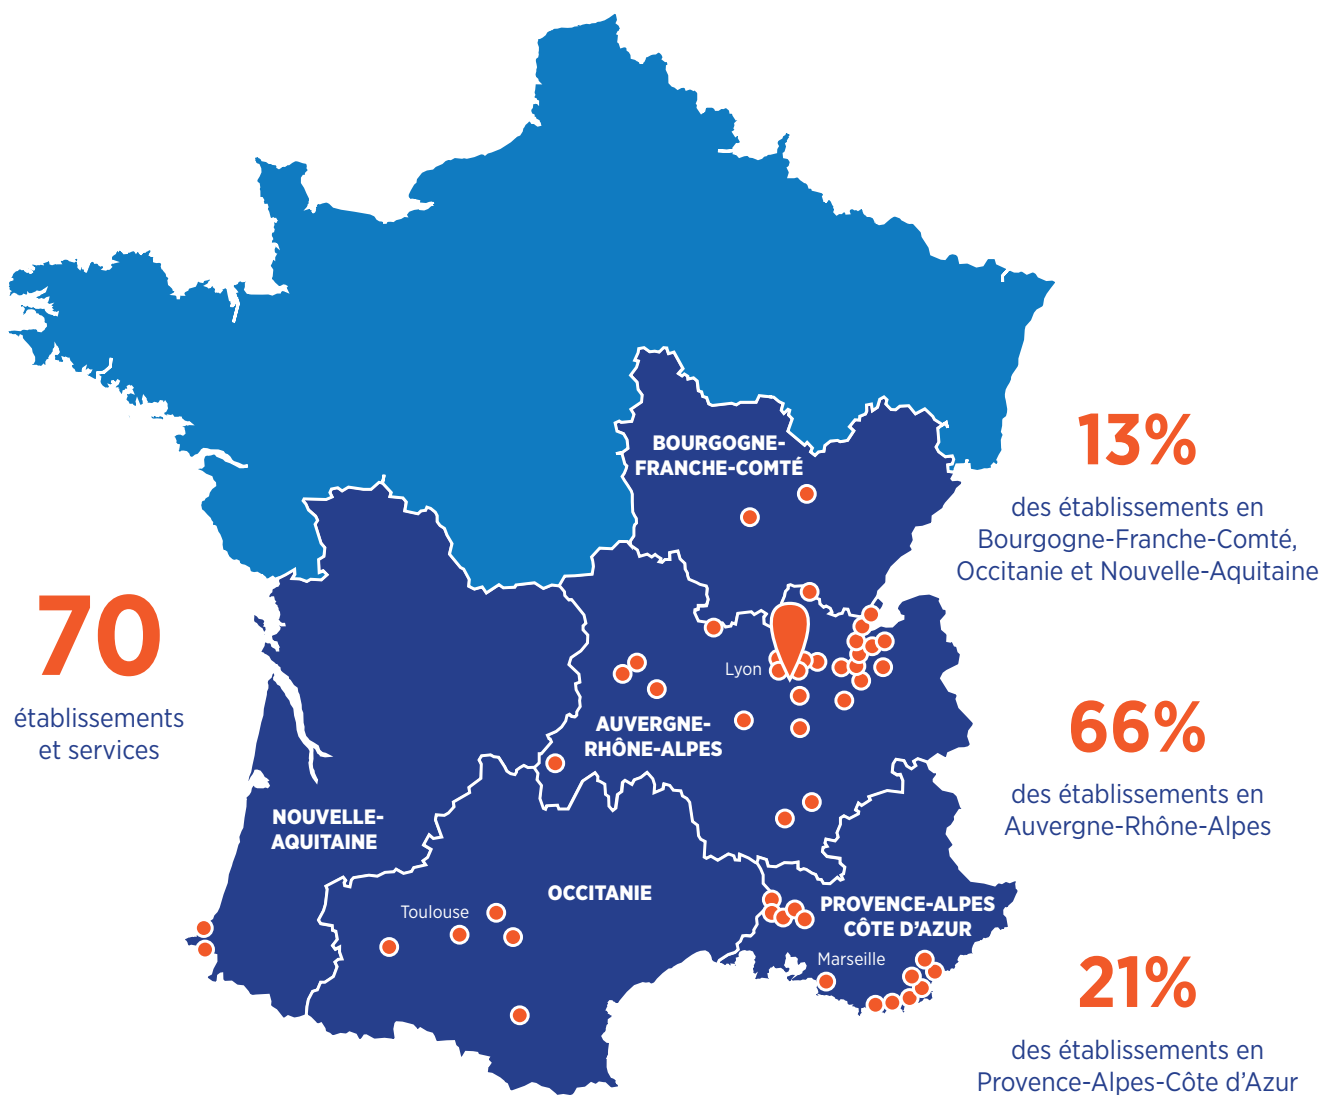 BOURGOGNE-
FRANCHE-COMTÉ
13%
des établissements en
Bourgogne-Franche-Comté,
Occitanie et Nouvelle-Aquitaine
70
établissements
et services
Lyon
AUVERGNE-
RHÔNE-ALPES
66%
des établissements en
Auvergne-Rhône-Alpes
NOUVELLE-
AQUITAINE
OCCITANIE
Toulouse
PROVENCE-ALPES
CÔTE D'AZUR
Marseille
21%
des établissements en
Provence-Alpes-Côte d'Azur